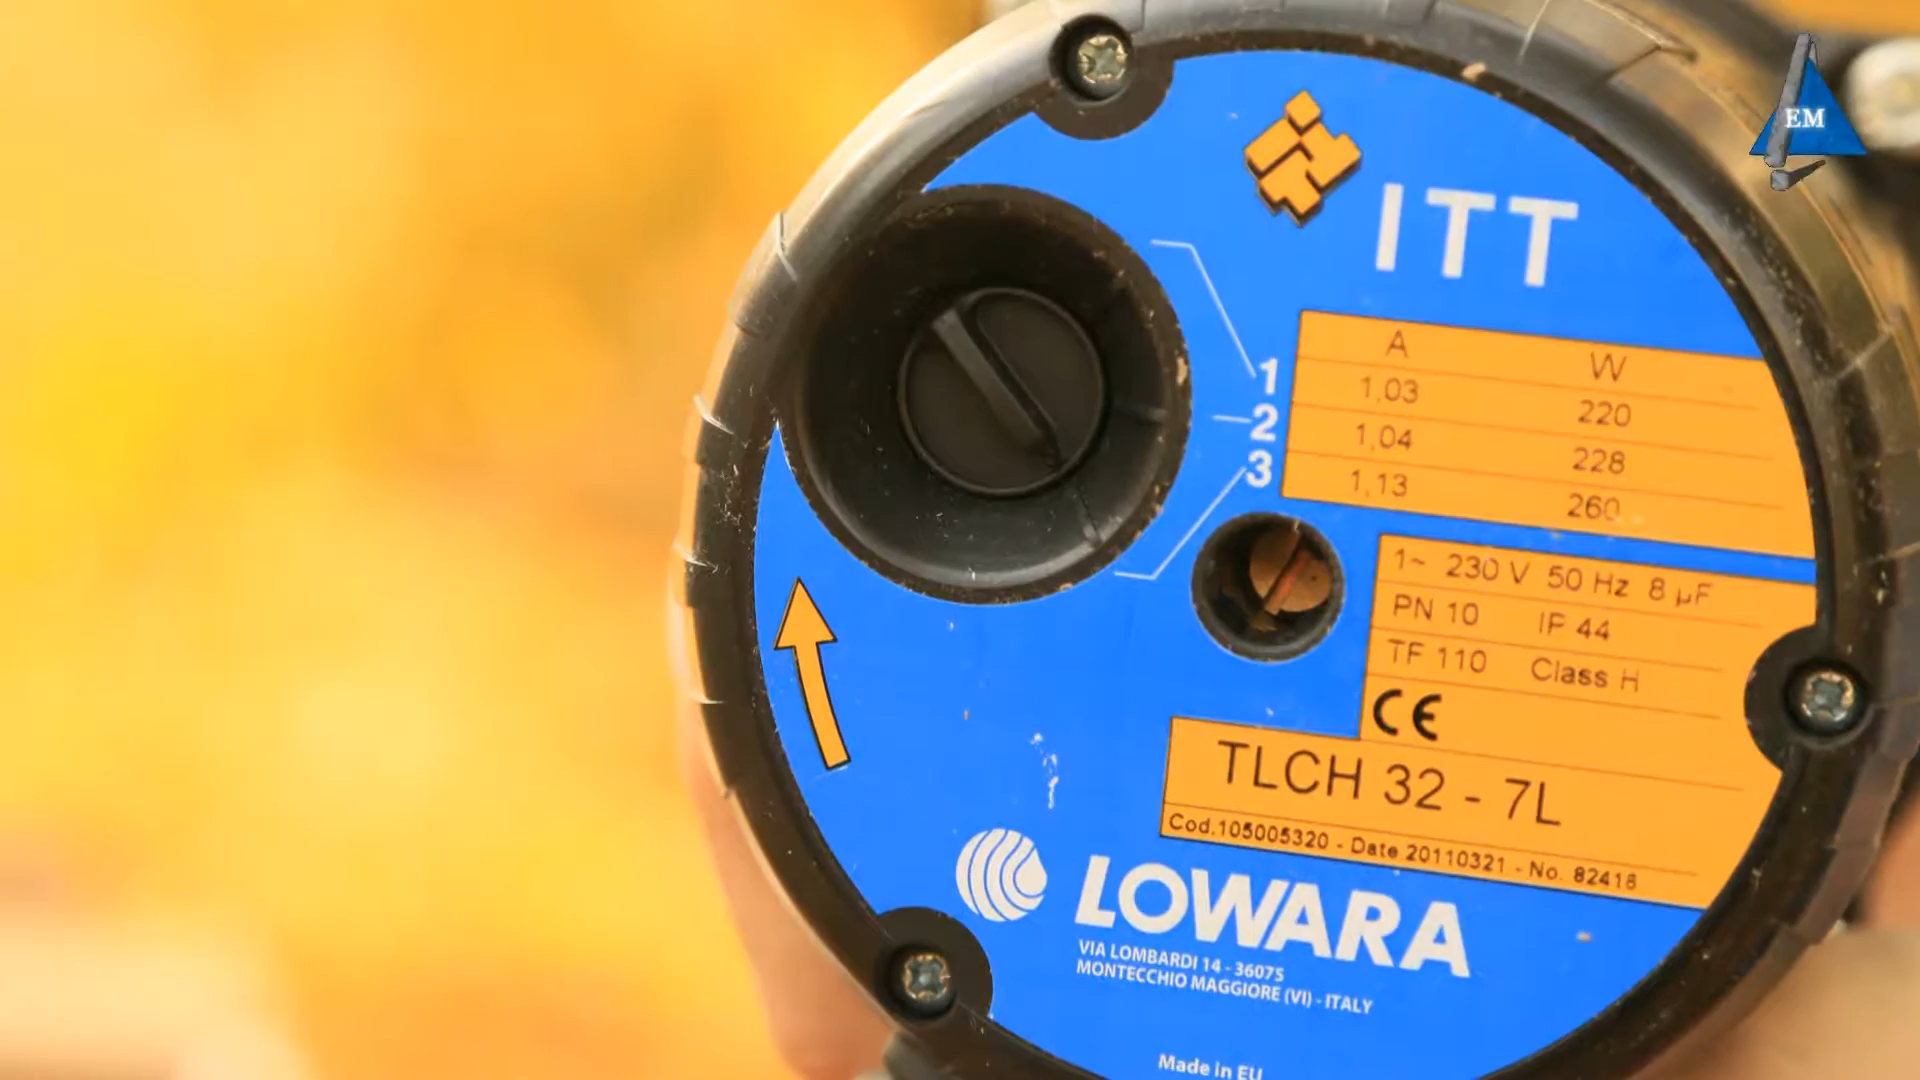 EM
ITT
A W
1 1,03 220
2 1,04 228
3 1,13 260
1~ 230 V 50 Hz 8 µF
PN 10 IP 44
TF 110 Class H
CE
TLCH 32 - 7L
Cod.105005320 - Date 20110321 - No. 82416
LOWARA
VIA LOMBARDI 14 - 36075
MONTECCHIO MAGGIORE (VI) - ITALY
Made in EU